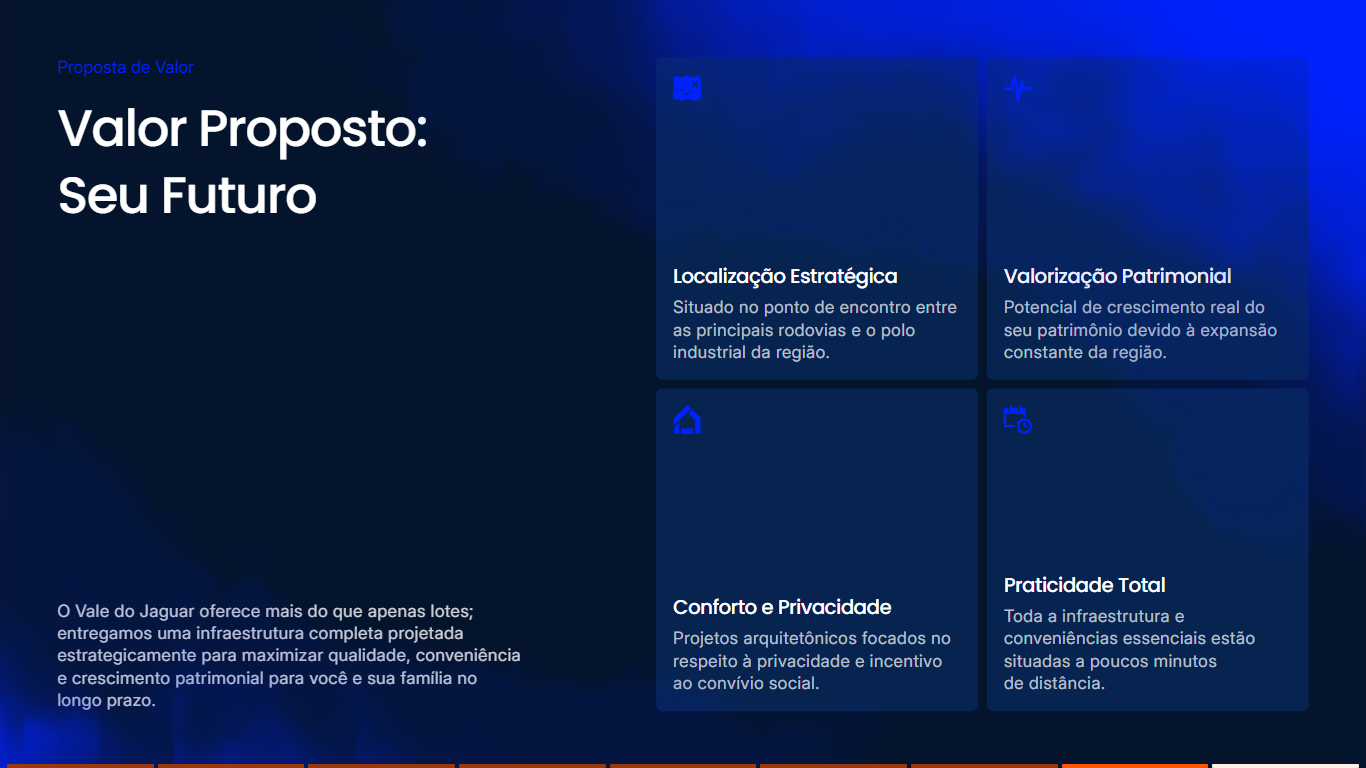 Proposta de Valor
Valor Proposto:
Seu Futuro
O Vale do Jaguar oferece mais do que apenas lotes;
entregamos uma infraestrutura completa projetada
estrategicamente para maximizar qualidade, conveniência
e crescimento patrimonial para você e sua família no
longo prazo.
Localização Estratégica
Situado no ponto de encontro entre
as principais rodovias e o polo
industrial da região.
Valorização Patrimonial
Potencial de crescimento real do
seu patrimônio devido à expansão
constante da região.
Conforto e Privacidade
Projetos arquitetônicos focados no
respeito à privacidade e incentivo
ao convívio social.
Praticidade Total
Toda a infraestrutura e
conveniências essenciais estão
situadas a poucos minutos
de distância.